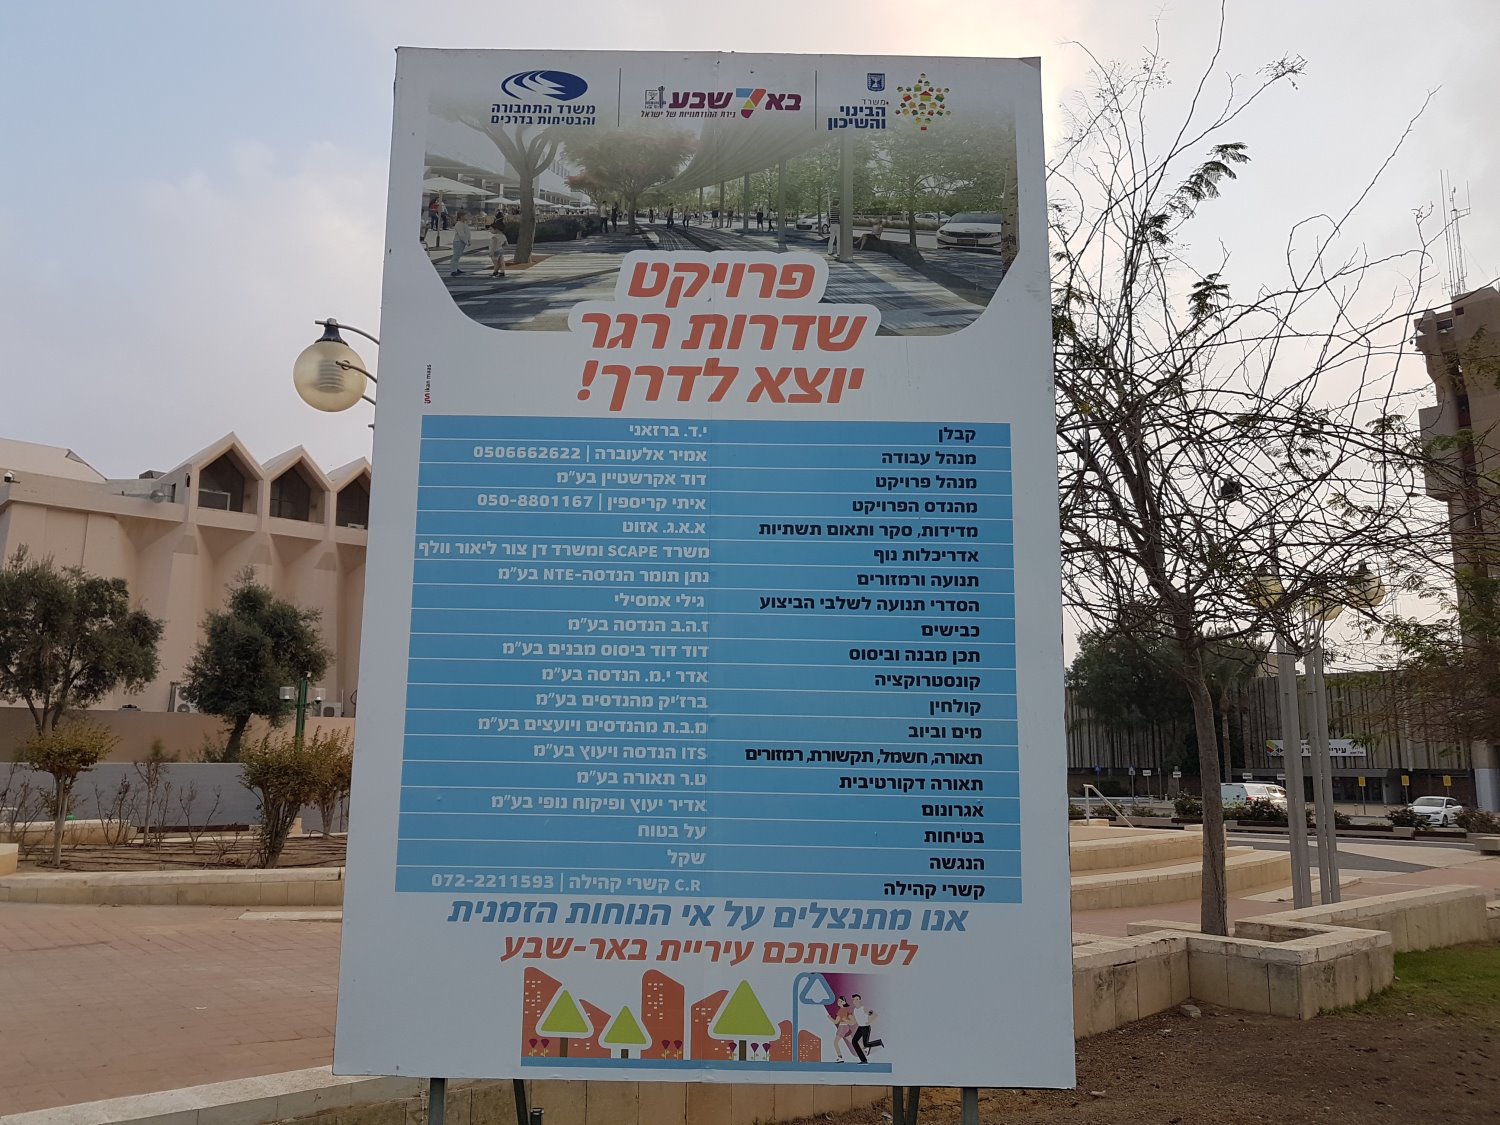 משרד
הבינוי
והשיכון
בא7 שבע
בירת ההזדמנויות של ישראל
משרד התחבורה
והבטיחות בדרכים
פרויקט
שדרות רגר
יוצא לדרך!
ikan maas
קבלן י.ד. ברזאני
מנהל עבודה אמיר אלעוברה | 0506662622
מנהל פרויקט דוד אקרשטיין בע"מ
מהנדס הפרויקט איתי קריספין | 050-8801167
מדידות, סקר ותאום תשתיות א.א.ג. אזוט
אדריכלות נוף משרד SCAPE ומשרד דן צור ליאור וולף
תנועה ורמזורים נתן תומר הנדסה-NTE בע"מ
הסדרי תנועה לשלבי הביצוע גילי אמסילי
כבישים ז.ה.ב הנדסה בע"מ
תכן מבנה וביסוס דוד דוד ביסוס מבנים בע"מ
קונסטרוקציה אדר י.מ. הנדסה בע"מ
קולחין ברז'יק מהנדסים בע"מ
מים וביוב מ.ב.ת מהנדסים ויועצים בע"מ
תאורה, חשמל, תקשורת, רמזורים ITS הנדסה ויעוץ בע"מ
תאורה דקורטיבית ט.ר תאורה בע"מ
אגרונום אדיר יעוץ ופיקוח נופי בע"מ
בטיחות על בטוח
הנגשה שקל
קשרי קהילה C.R קשרי קהילה | 072-2211593
אנו מתנצלים על אי הנוחות הזמנית
לשירותכם עיריית באר-שבע